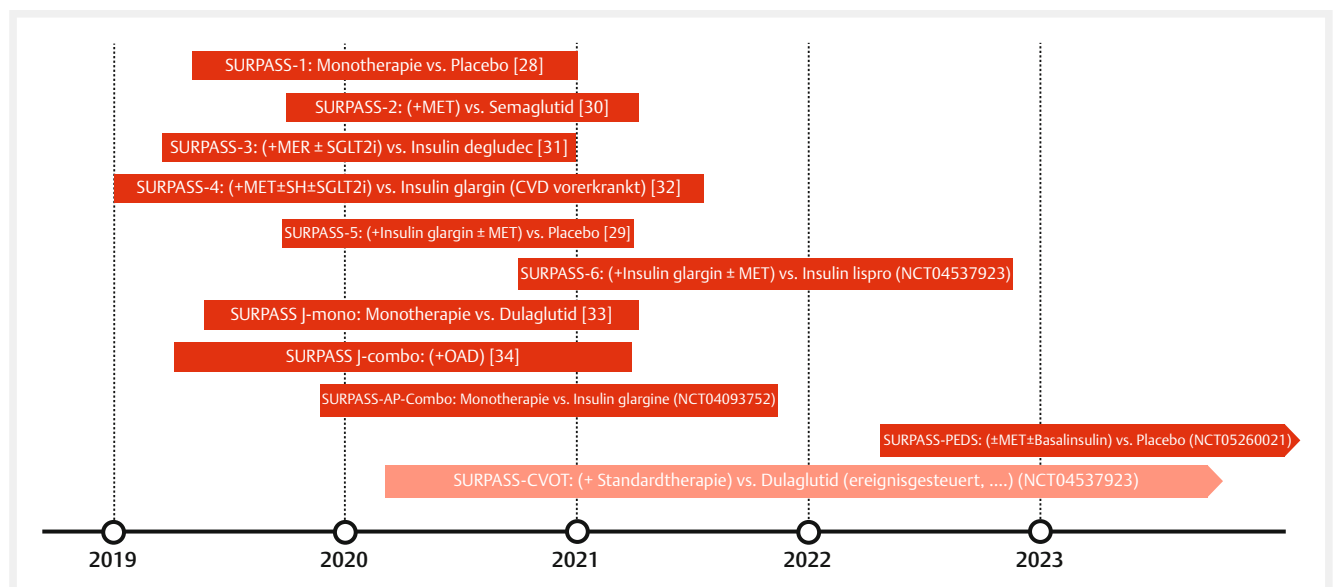 SURPASS-1: Monotherapie vs. Placebo [28]
SURPASS-2: (+MET) vs. Semaglutid [30]
SURPASS-3: (+MER ± SGLT2i) vs. Insulin degludec [31]
SURPASS-4: (+MET±SH±SGLT2i) vs. Insulin glargin (CVD vorerkrankt) [32]
SURPASS-5: (+Insulin glargin ± MET) vs. Placebo [29]
SURPASS-6: (+Insulin glargin ± MET) vs. Insulin lispro (NCT04537923)
SURPASS J-mono: Monotherapie vs. Dulaglutid [33]
SURPASS J-combo: (+OAD) [34]
SURPASS-AP-Combo: Monotherapie vs. Insulin glargine (NCT04093752)
SURPASS-PEDS: (±MET±Basalinsulin) vs. Placebo (NCT05260021)
SURPASS-CVOT: (+ Standardtherapie) vs. Dulaglutid (ereignisgesteuert, ....) (NCT04537923)
2019 2020 2021 2022 2023